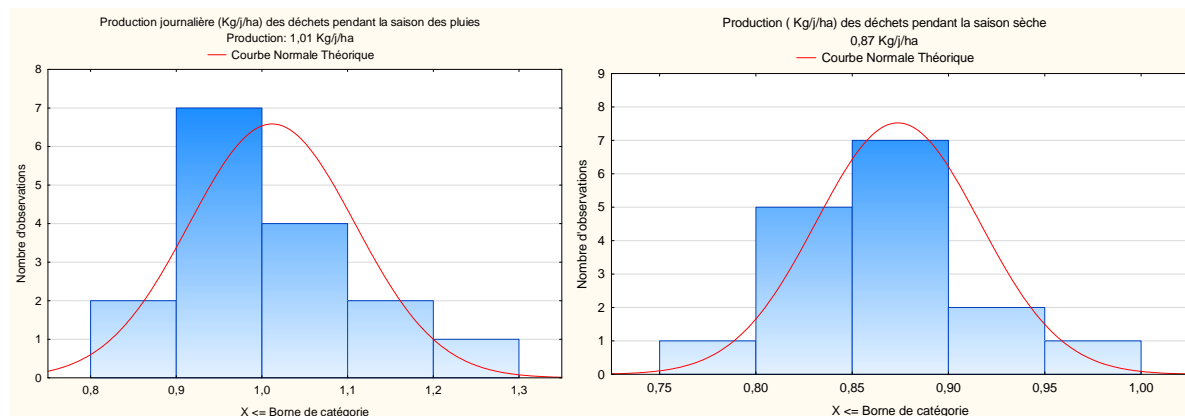 Production journalière (Kg/j/ha) des déchets pendant la saison des pluies
Production: 1,01 Kg/j/ha
Courbe Normale Théorique
8
7
6
5
4
3
2
1
0
Nombre d'observations
0,8 0,9 1,0 1,1 1,2 1,3
X <= Borne de catégorie
Production ( Kg/j/ha) des déchets pendant la saison sèche
0,87 Kg/j/ha
Courbe Normale Théorique
9
8
7
6
5
4
3
2
1
0
Nombre d'observations
0,75 0,80 0,85 0,90 0,95 1,00
X <= Borne de catégorie